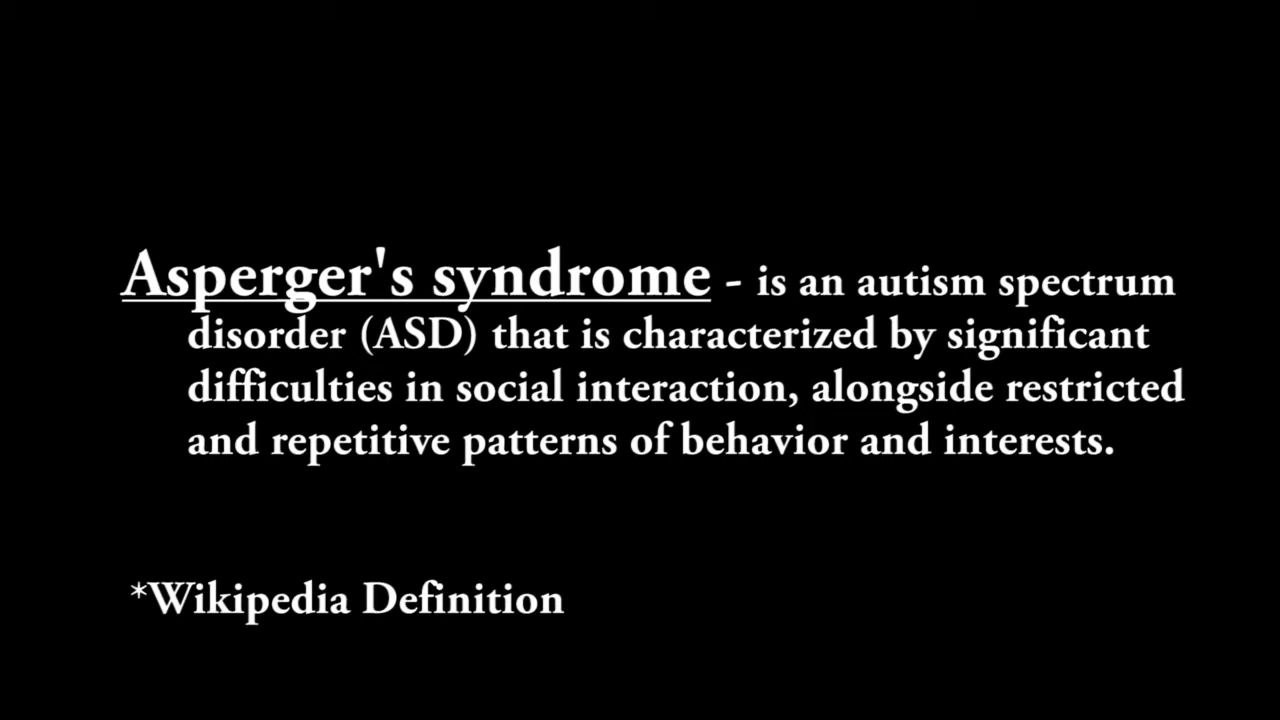 Asperger's syndrome - is an autism spectrum
disorder (ASD) that is characterized by significant
difficulties in social interaction, alongside restricted
and repetitive patterns of behavior and interests.
*Wikipedia Definition